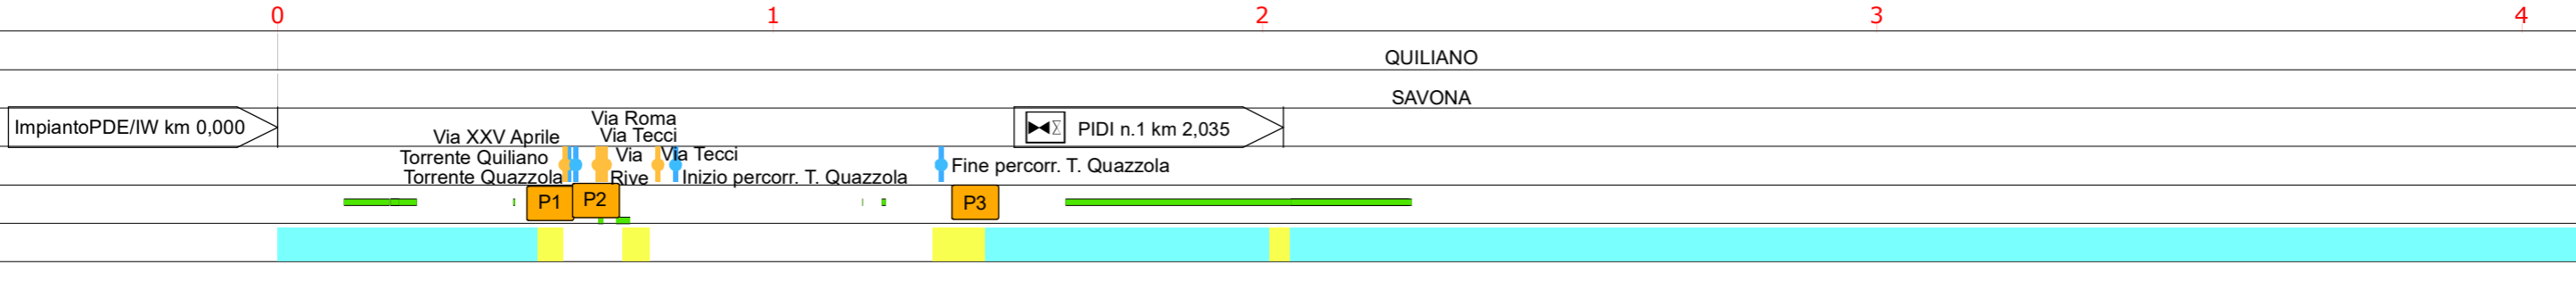 0 1 2 3 4
QUILIANO
SAVONA
ImpiantoPDE/IW km 0,000
PIDI n.1 km 2,035
Via Roma
Via XXV Aprile
Via Tecci
Torrente Quiliano
Via
Via Tecci
Fine percorr. T. Quazzola
Torrente Quazzola
Rive
Inizio percorr. T. Quazzola
P1
P2
P3